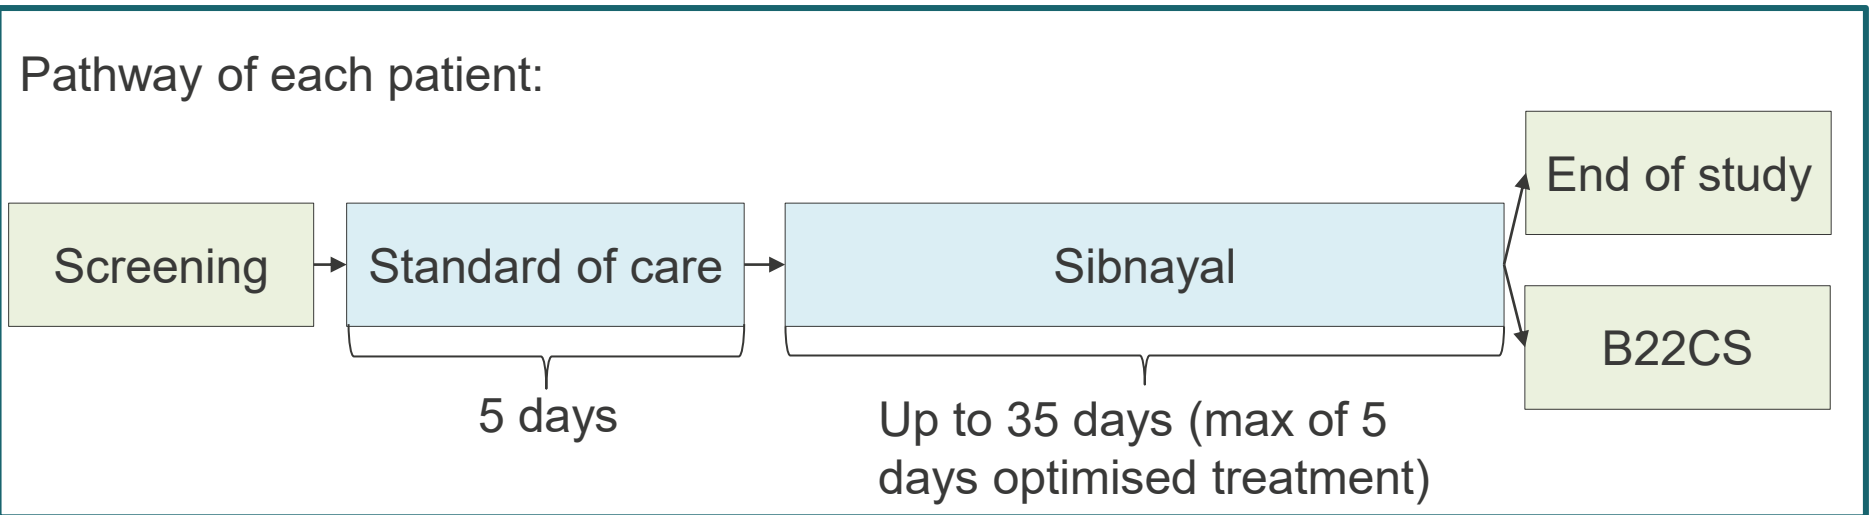 Pathway of each patient:
Screening
Standard of care
Sibnayal
End of study
B22CS
5 days
Up to 35 days (max of 5
days optimised treatment)